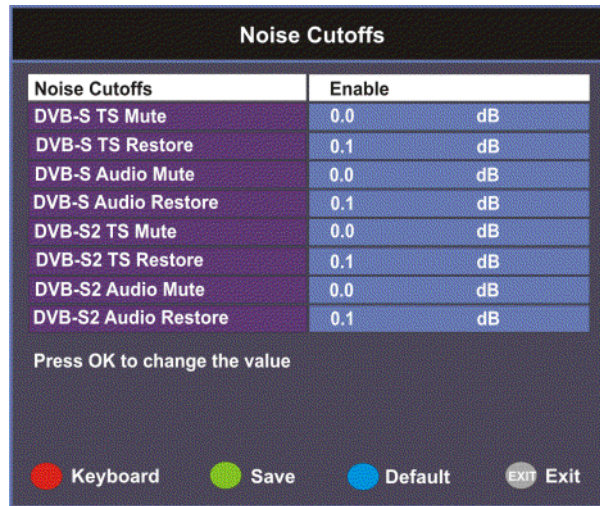 Noise Cutoffs
Noise Cutoffs Enable
DVB-S TS Mute 0.0 dB
DVB-S TS Restore 0.1 dB
DVB-S Audio Mute 0.0 dB
DVB-S Audio Restore 0.1 dB
DVB-S2 TS Mute 0.0 dB
DVB-S2 TS Restore 0.1 dB
DVB-S2 Audio Mute 0.0 dB
DVB-S2 Audio Restore 0.1 dB
Press OK to change the value
Keyboard Save Default EXIT Exit